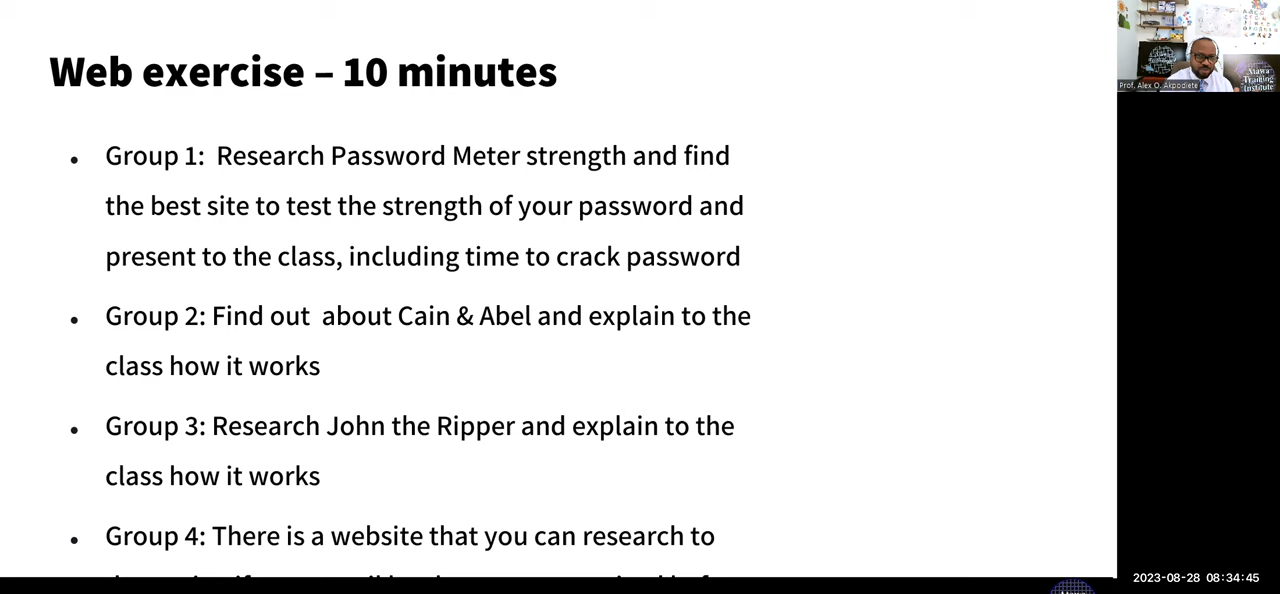 Web exercise – 10 minutes
• Group 1: Research Password Meter strength and find
the best site to test the strength of your password and
present to the class, including time to crack password
• Group 2: Find out about Cain & Abel and explain to the
class how it works
• Group 3: Research John the Ripper and explain to the
class how it works
• Group 4: There is a website that you can research to
Prof. Alex O. Akpodiete
Training
Institute
2023-08-28 08:34:45